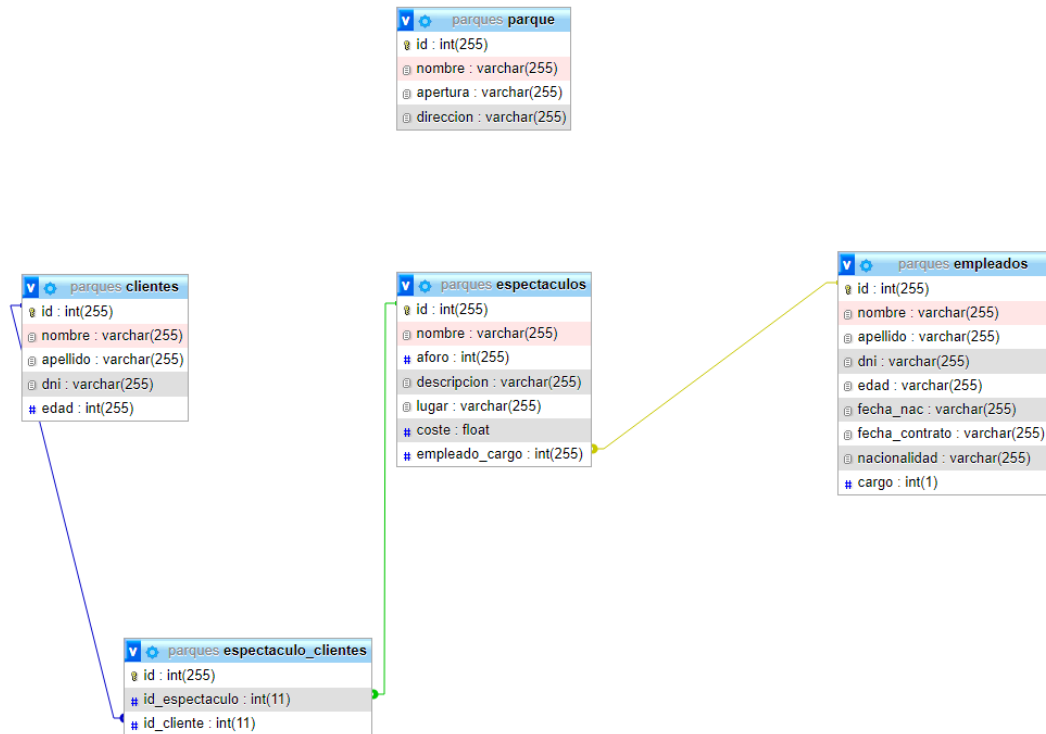 parques parque
id : int(255)
nombre : varchar(255)
apertura : varchar(255)
direccion : varchar(255)
parques clientes
id : int(255)
nombre : varchar(255)
apellido : varchar(255)
dni : varchar(255)
edad : int(255)
parques espectaculos
id : int(255)
nombre : varchar(255)
aforo : int(255)
descripcion : varchar(255)
lugar : varchar(255)
coste : float
empleado_cargo : int(255)
parques empleados
id : int(255)
nombre : varchar(255)
apellido : varchar(255)
dni : varchar(255)
edad : varchar(255)
fecha_nac : varchar(255)
fecha_contrato : varchar(255)
nacionalidad : varchar(255)
cargo : int(1)
parques espectaculo_clientes
id : int(255)
id_espectaculo : int(11)
id_cliente : int(11)